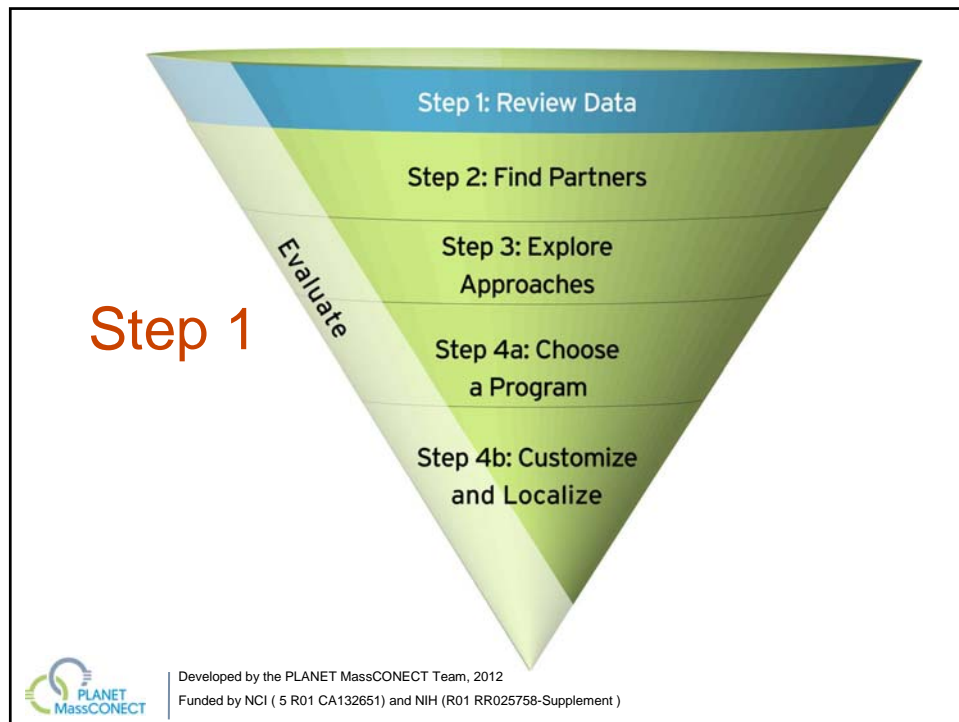 Step 1: Review Data
Step 2: Find Partners
Step 3: Explore
Approaches
Step 4a: Choose
a Program
Step 4b: Customize
and Localize
Evaluate
Step 1
PLANET
MassCONECT
Developed by the PLANET MassCONECT Team, 2012
Funded by NCI ( 5 R01 CA132651) and NIH (R01 RR025758-Supplement )